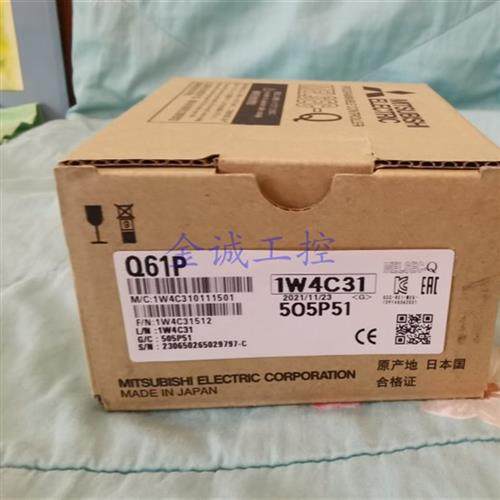 MITSUBISHI
ELECTRIC
金诚工控
Q61P
1W4C31
MELSEC-Q
M/C:1W4C310111501
2021/11/23 <G>
505P51
EAC
F/N:1W4C31512
L/N:1W4C31
G/C:505P51
S/N:230650265029797-C
CE
MITSUBISHI ELECTRIC CORPORATION
MADE IN JAPAN
原产地 日本国
合格证